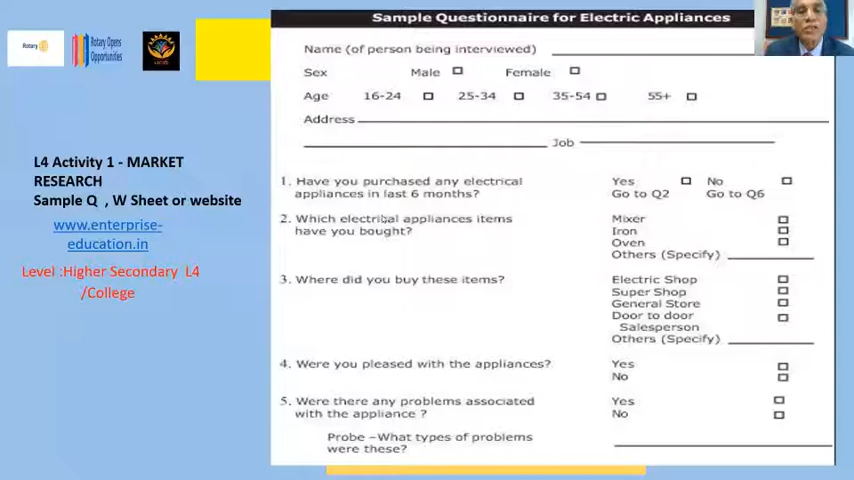 Rotary
Rotary Opens
Opportunities
L4 Activity 1 - MARKET
RESEARCH
Sample Q , W Sheet or website
www.enterprise-
education.in
Level :Higher Secondary L4
/College
Sample Questionnaire for Electric Appliances
Name (of person being interviewed)
Sex Male Female
Age 16-24 25-34 35-54 55+
Address
Job
1. Have you purchased any electrical Yes No
appliances in last 6 months? Go to Q2 Go to Q6
2. Which electrical appliances items Mixer
have you bought? Iron
Oven
Others (Specify)
3. Where did you buy these items? Electric Shop
Super Shop
General Store
Door to door
Salesperson
Others (Specify)
4. Were you pleased with the appliances? Yes
No
5. Were there any problems associated Yes
with the appliance ? No
Probe –What types of problems
were these?